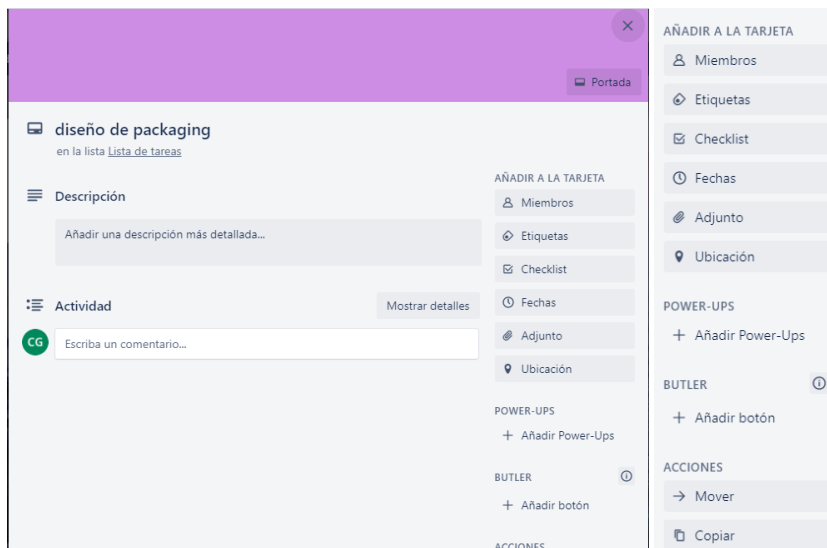 Portada
diseño de packaging
en la lista Lista de tareas
Descripción
Añadir una descripción más detallada...
Actividad
Mostrar detalles
CG
Escriba un comentario...
AÑADIR A LA TARJETA
Miembros
Etiquetas
Checklist
Fechas
Adjunto
Ubicación
POWER-UPS
+ Añadir Power-Ups
BUTLER
+ Añadir botón
ACCIONES
AÑADIR A LA TARJETA
Miembros
Etiquetas
Checklist
Fechas
Adjunto
Ubicación
POWER-UPS
+ Añadir Power-Ups
BUTLER
+ Añadir botón
ACCIONES
→ Mover
Copiar